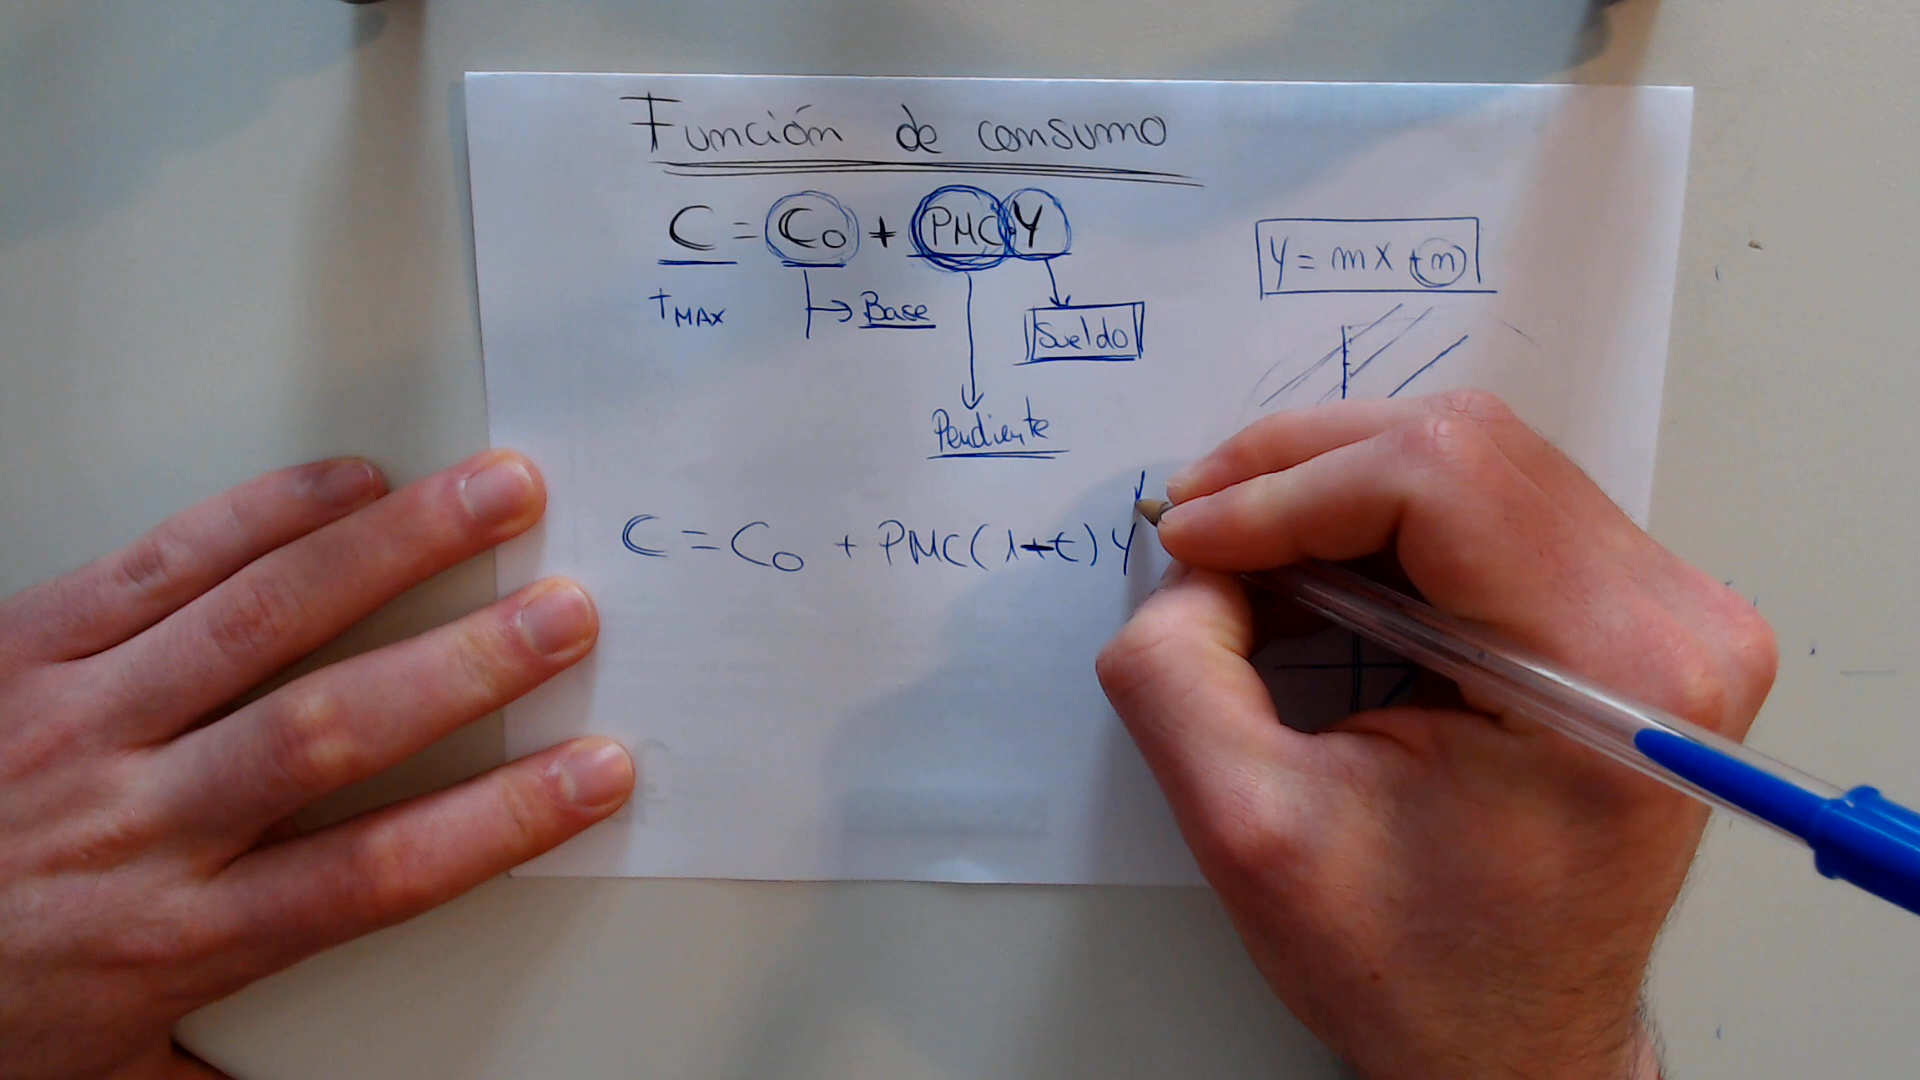 Función de consumo
C = C₀ + PMC·Y
y = mx + n
TMAX
Base
Sueldo
Pendiente
C = C₀ + PMC(1-t)Y